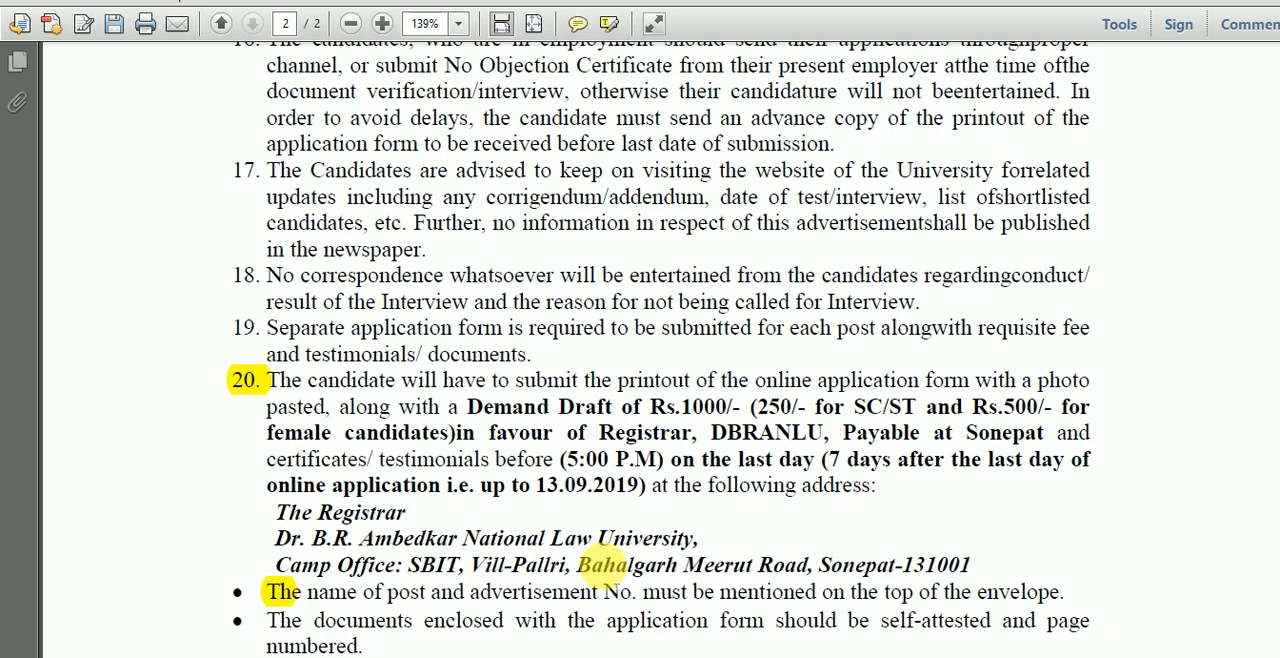 2 / 2
139%
Tools
Sign
Commen
16. The candidates, who are in employment should send their applications throughproper
channel, or submit No Objection Certificate from their present employer atthe time ofthe
document verification/interview, otherwise their candidature will not beentertained. In
order to avoid delays, the candidate must send an advance copy of the printout of the
application form to be received before last date of submission.
17. The Candidates are advised to keep on visiting the website of the University forrelated
updates including any corrigendum/addendum, date of test/interview, list ofshortlisted
candidates, etc. Further, no information in respect of this advertisementshall be published
in the newspaper.
18. No correspondence whatsoever will be entertained from the candidates regardingconduct/
result of the Interview and the reason for not being called for Interview.
19. Separate application form is required to be submitted for each post alongwith requisite fee
and testimonials/ documents.
20. The candidate will have to submit the printout of the online application form with a photo
pasted, along with a Demand Draft of Rs.1000/- (250/- for SC/ST and Rs.500/- for
female candidates)in favour of Registrar, DBRANLU, Payable at Sonepat and
certificates/ testimonials before (5:00 P.M) on the last day (7 days after the last day of
online application i.e. up to 13.09.2019) at the following address:
The Registrar
Dr. B.R. Ambedkar National Law University,
Camp Office: SBIT, Vill-Pallri, Bahalgarh Meerut Road, Sonepat-131001
• The name of post and advertisement No. must be mentioned on the top of the envelope.
• The documents enclosed with the application form should be self-attested and page
numbered.